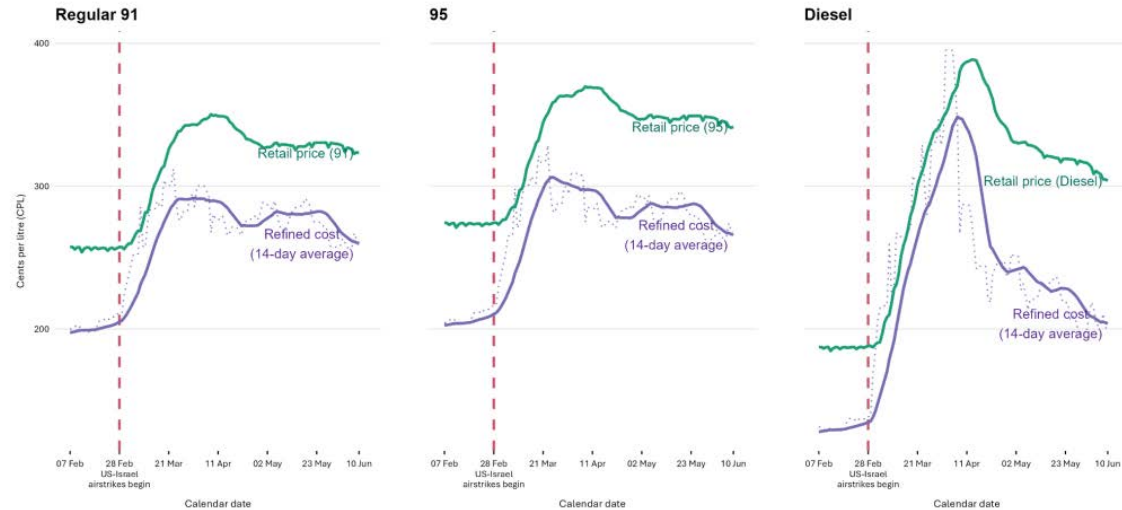 Regular 91
95
Diesel
Cents per litre (CPL)
400
300
200
Retail price (91)
Refined cost
(14-day average)
07 Feb
28 Feb
21 Mar
11 Apr
02 May
23 May
10 Jun
US-Israel
airstrikes begin
Calendar date
Retail price (95)
Refined cost
(14-day average)
07 Feb
28 Feb
21 Mar
11 Apr
02 May
23 May
10 Jun
US-Israel
airstrikes begin
Calendar date
Retail price (Diesel)
Refined cost
(14-day average)
07 Feb
28 Feb
21 Mar
11 Apr
02 May
23 May
10 Jun
US-Israel
airstrikes begin
Calendar date